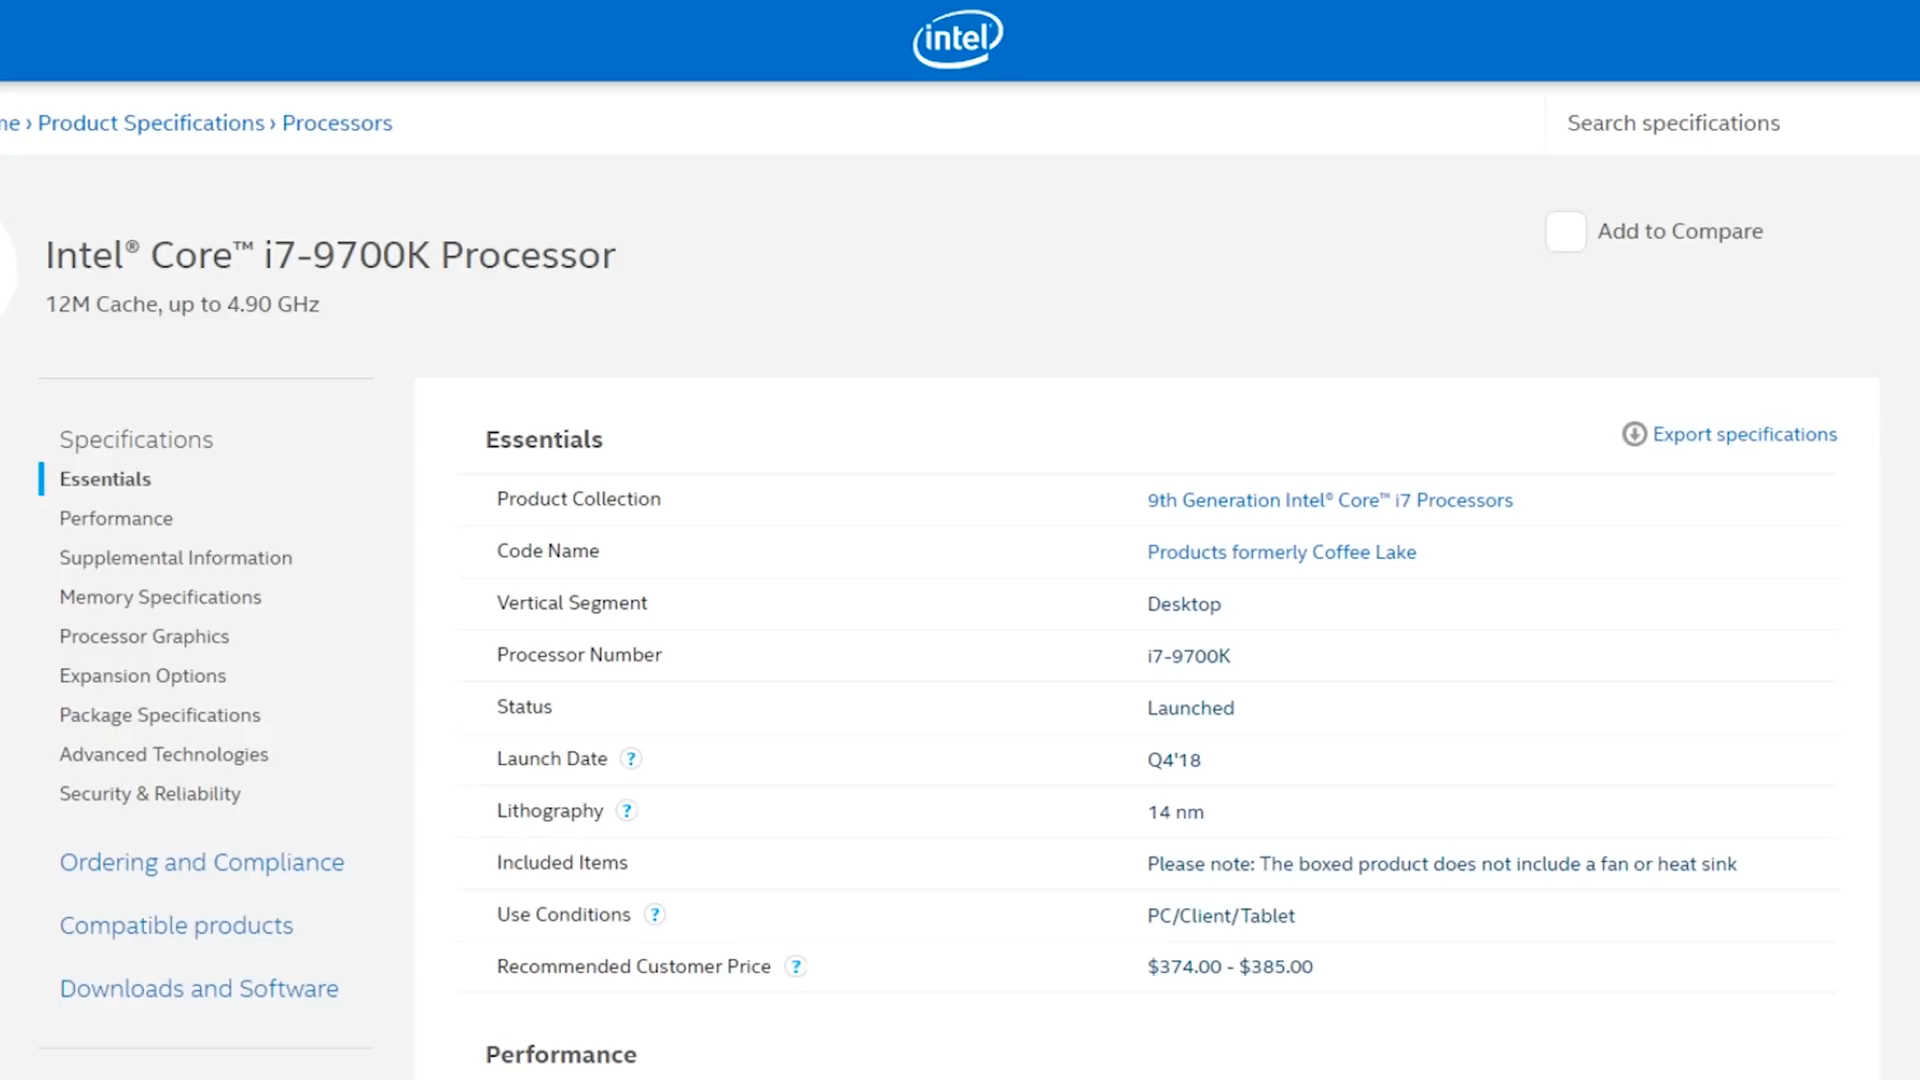 intel
me › Product Specifications › Processors
Search specifications
Intel® Core™ i7-9700K Processor
12M Cache, up to 4.90 GHz
Add to Compare
Specifications
Essentials
Performance
Supplemental Information
Memory Specifications
Processor Graphics
Expansion Options
Package Specifications
Advanced Technologies
Security & Reliability
Ordering and Compliance
Compatible products
Downloads and Software
Essentials
Export specifications
Product Collection 9th Generation Intel® Core™ i7 Processors
Code Name Products formerly Coffee Lake
Vertical Segment Desktop
Processor Number i7-9700K
Status Launched
Launch Date ? Q4'18
Lithography ? 14 nm
Included Items Please note: The boxed product does not include a fan or heat sink
Use Conditions ? PC/Client/Tablet
Recommended Customer Price ? $374.00 - $385.00
Performance